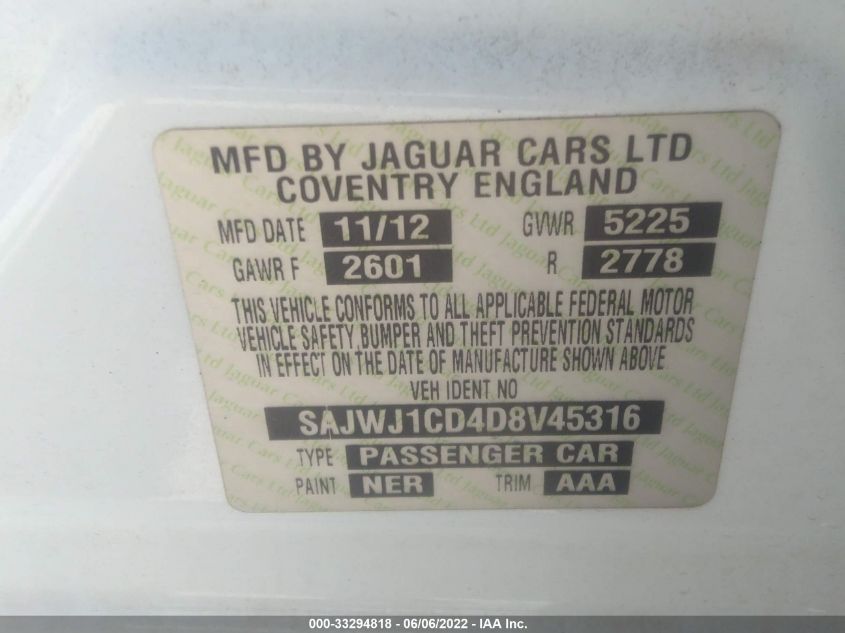 MFD BY JAGUAR CARS LTD
COVENTRY ENGLAND
MFD DATE 11/12 GVWR 5225
GAWR F 2601 R 2778
THIS VEHICLE CONFORMS TO ALL APPLICABLE FEDERAL MOTOR
VEHICLE SAFETY, BUMPER AND THEFT PREVENTION STANDARDS
IN EFFECT ON THE DATE OF MANUFACTURE SHOWN ABOVE
VEH IDENT NO
SAJWJ1CD4D8V45316
TYPE PASSENGER CAR
PAINT NER TRIM AAA
000-33294818 - 06/06/2022 - IAA Inc.